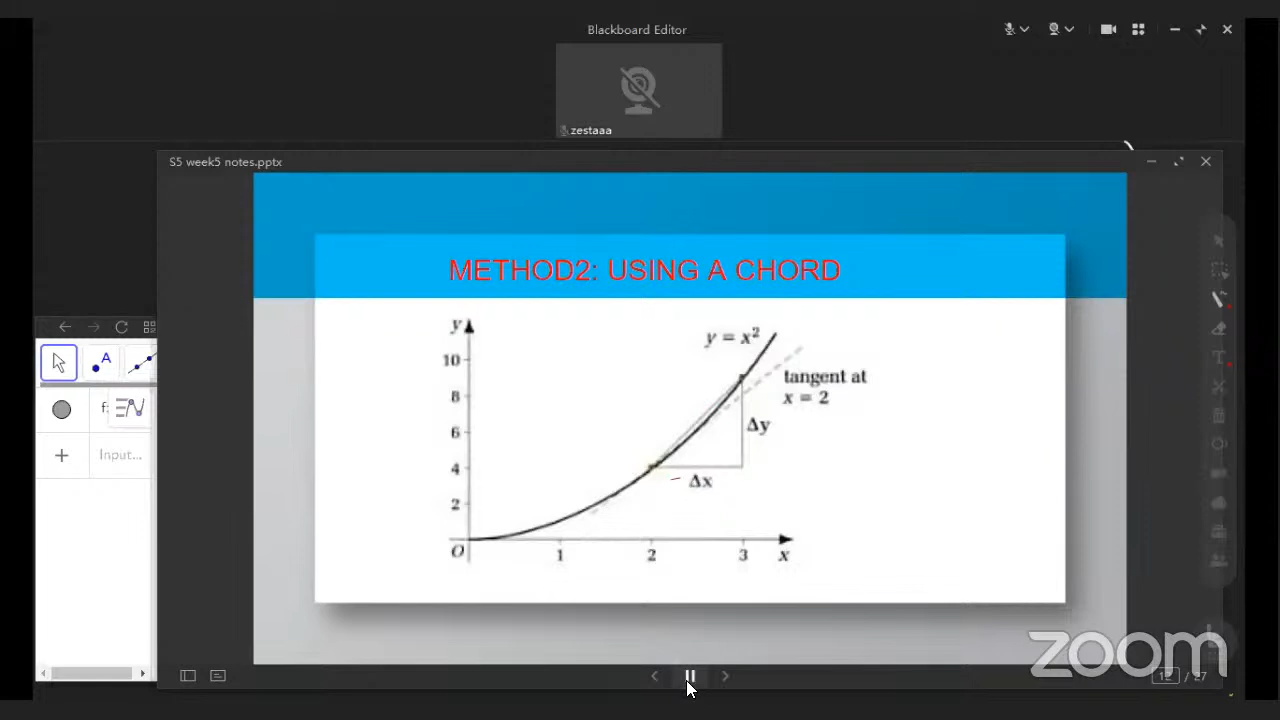 Blackboard Editor
zestaaa
S5 week5 notes.pptx
METHOD2: USING A CHORD
y
y = x²
10
tangent at
x = 2
8
Δy
6
4
Δx
2
O
1
2
3
x
A
f:
Input...
zoom
12 / 27